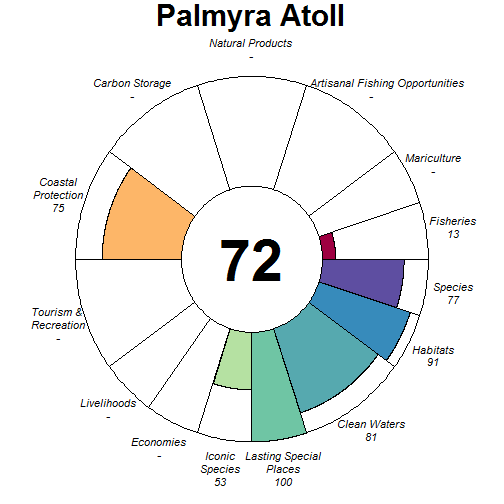 Palmyra Atoll
Natural Products
-
Carbon Storage
-
Artisanal Fishing Opportunities
-
Mariculture
-
Coastal
Protection
75
Fisheries
13
72
Species
77
Tourism &
Recreation
-
Habitats
91
Livelihoods
-
Clean Waters
81
Economies
-
Iconic
Species
53
Lasting Special
Places
100